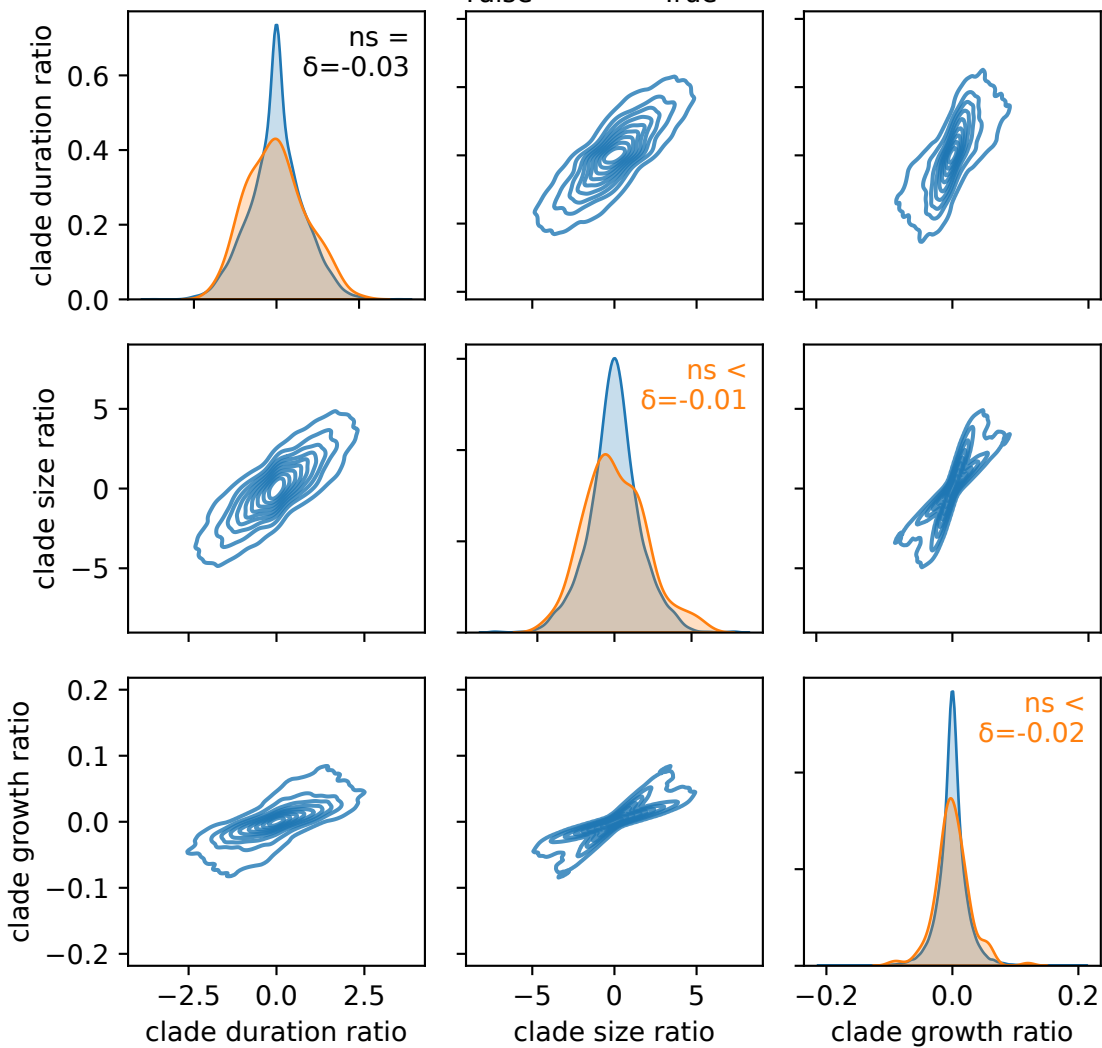 clade duration ratio
0.6
0.4
0.2
0.0
ns =
δ=-0.03
clade size ratio
5
0
−5
ns <
δ=-0.01
clade growth ratio
0.2
0.1
0.0
−0.1
−0.2
ns <
δ=-0.02
−2.5 0.0 2.5
−5 0 5
−0.2 0.0 0.2
clade duration ratio
clade size ratio
clade growth ratio